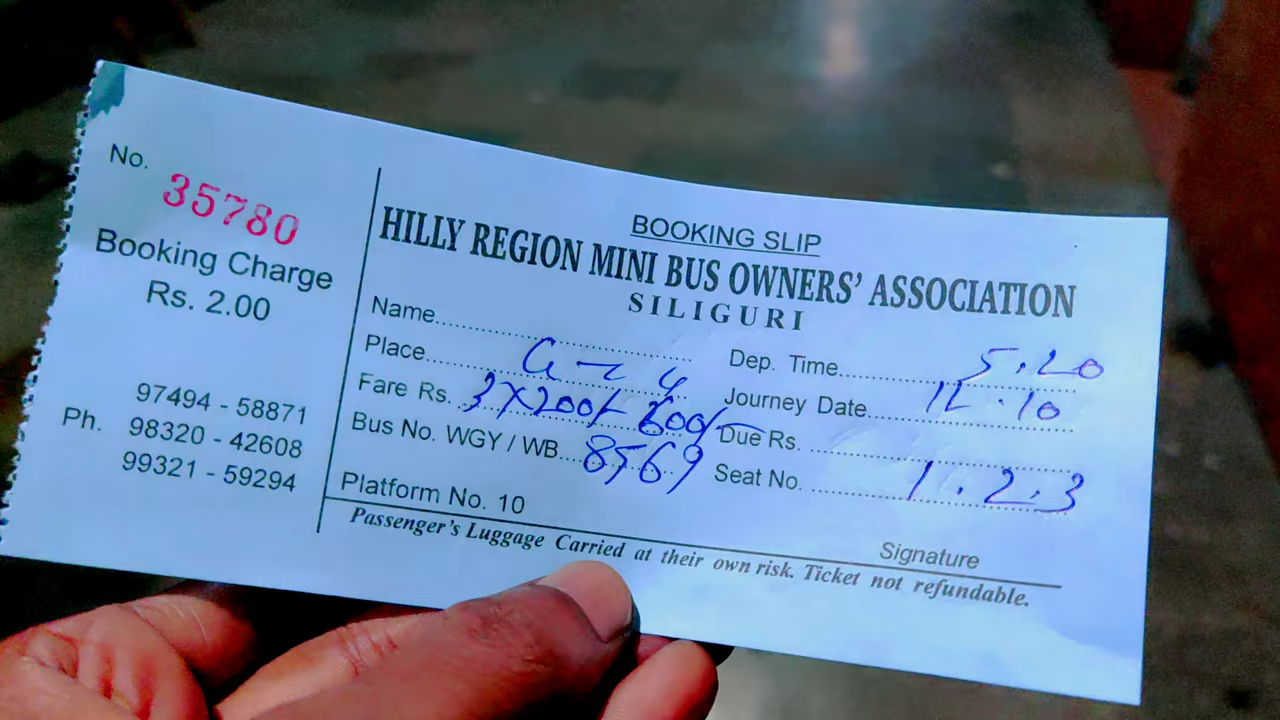 No. 35780
Booking Charge
Rs. 2.00
Ph. 97494 - 58871
98320 - 42608
99321 - 59294
BOOKING SLIP
HILLY REGION MINI BUS OWNERS' ASSOCIATION
SILIGURI
Name
Dep. Time 5.20
Place
Journey Date 12.10
Fare Rs. 3X200/- 600/-
Due Rs.
Bus No. WGY / WB 8569
Seat No. 1.2.3
Platform No. 10
Signature
Passenger's Luggage Carried at their own risk. Ticket not refundable.